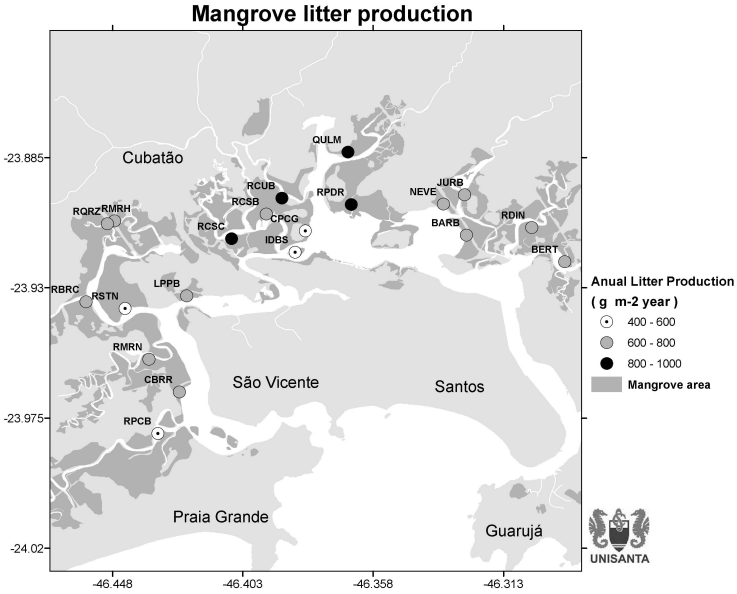 Mangrove litter production
-23.885
-23.93
-23.975
-24.02
-46.448
-46.403
-46.358
-46.313
Cubatão
QULM
RCUB
RCSB
RPDR
CPCG
RCSC
IDBS
JURB
NEVE
BARB
RDIN
BERT
RQRZ
RMRH
RBRC
RSTN
LPPB
RMRN
CBRR
RPCB
São Vicente
Santos
Praia Grande
Guarujá
Anual Litter Production
( g m-2 year )
400 - 600
600 - 800
800 - 1000
Mangrove area
UNISANTA